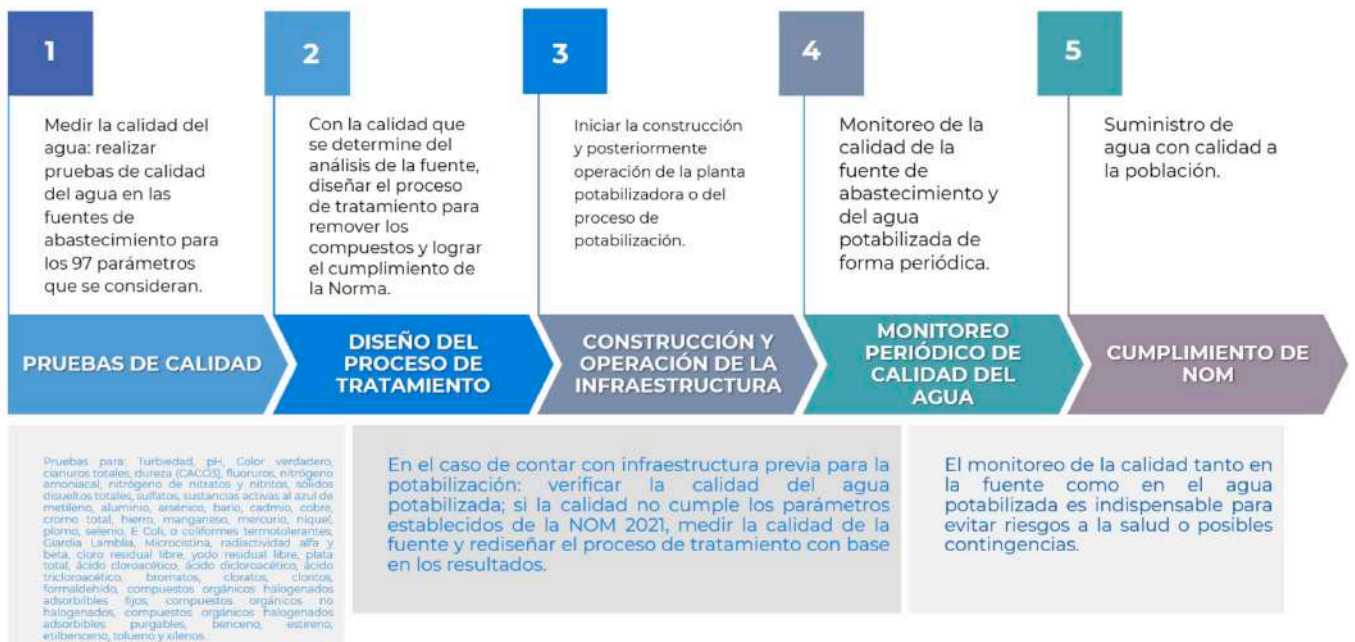 1
Medir la calidad del
agua: realizar
pruebas de calidad
del agua en las
fuentes de
abastecimiento para
los 97 parámetros
que se consideran.
2
Con la calidad que
se determine del
análisis de la fuente,
diseñar el proceso
de tratamiento para
remover los
compuestos y lograr
el cumplimiento de
la Norma.
3
Iniciar la construcción
y posteriormente
operación de la planta
potabilizadora o del
proceso de
potabilización.
4
Monitoreo de la
calidad de la
fuente de
abastecimiento y
del agua
potabilizada de
forma periódica.
5
Suministro de
agua con calidad a
la población.
PRUEBAS DE CALIDAD
DISEÑO DEL
PROCESO DE
TRATAMIENTO
CONSTRUCCIÓN Y
OPERACIÓN DE LA
INFRAESTRUCTURA
MONITOREO
PERIÓDICO DE
CALIDAD DEL
AGUA
CUMPLIMIENTO DE
NOM
Pruebas para: Turbiedad, pH, Color verdadero,
cianuros totales, dureza (CACO3), fluoruros, nitrógeno
amoniacal, nitrógeno de nitratos y nitritos, sólidos
disueltos totales, sulfatos, sustancias activas al azul de
metileno, aluminio, arsénico, bario, cadmio, cobre,
cromo total, hierro, manganeso, mercurio, níquel,
plomo, selenio, E Coli, o coliformes termotolerantes,
Giardia Lamblia, Microcistina, radiactividad alfa y
beta, cloro residual libre, yodo residual libre, plata
total, ácido cloroacético, ácido dicloroacético, ácido
tricloroacético, bromatos, cloratos, cloritos,
formaldehído, compuestos orgánicos halogenados
adsorbilbles fijos, compuestos orgánicos no
halogenados, compuestos orgánicos halogenados
adsorbibles purgables, benceno, estireno,
etilbenceno, tolueno y xilenos
En el caso de contar con infraestructura previa para la
potabilización: verificar la calidad del agua
potabilizada; si la calidad no cumple los parámetros
establecidos de la NOM 2021, medir la calidad de la
fuente y rediseñar el proceso de tratamiento con base
en los resultados.
El monitoreo de la calidad tanto en
la fuente como en el agua
potabilizada es indispensable para
evitar riesgos a la salud o posibles
contingencias.